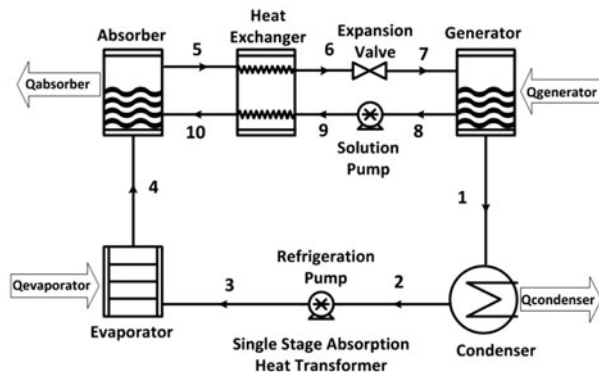 Absorber
Heat
Exchanger
Expansion
Valve
Generator
5
6
7
Qabsorber
Qgenerator
10
9
8
Solution
Pump
4
1
Qevaporator
Refrigeration
Pump
3
2
Qcondenser
Evaporator
Single Stage Absorption
Heat Transformer
Condenser